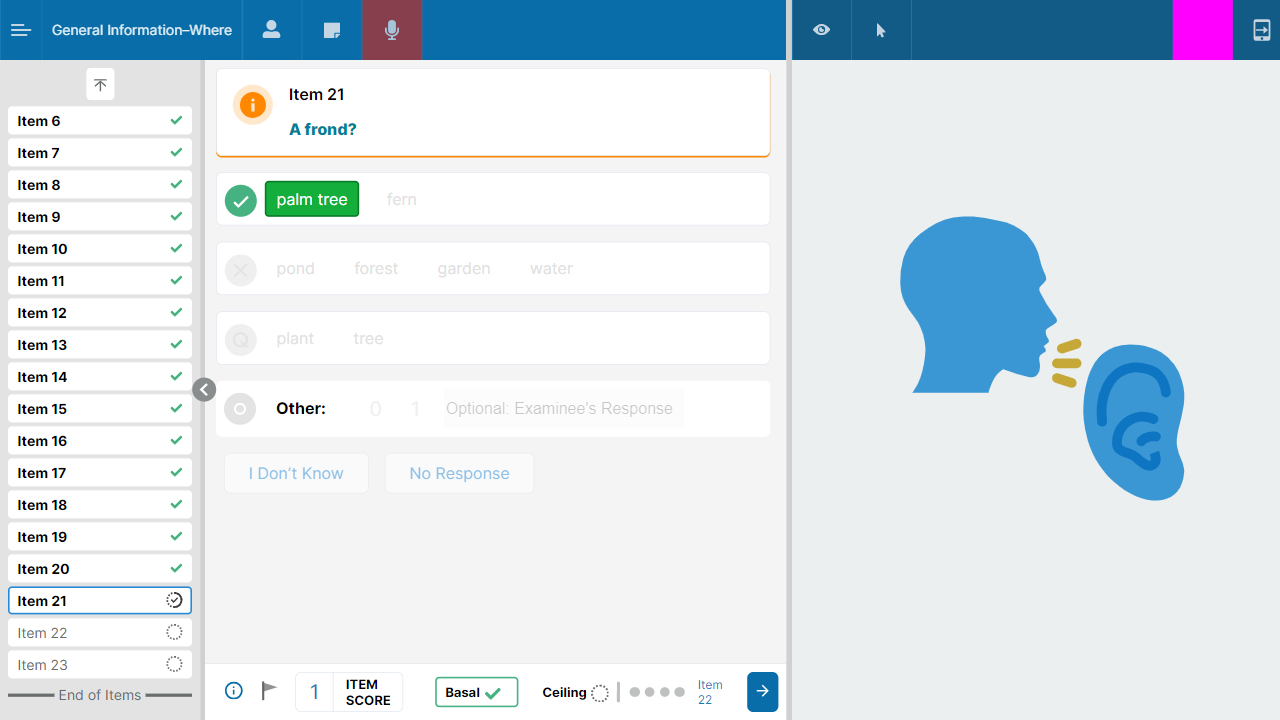 General Information–Where
Item 6
Item 7
Item 8
Item 9
Item 10
Item 11
Item 12
Item 13
Item 14
Item 15
Item 16
Item 17
Item 18
Item 19
Item 20
Item 21
Item 22
Item 23
End of Items
Item 21
A frond?
palm tree fern
pond forest garden water
Q plant tree
Other: 0 1 Optional: Examinee's Response
I Don't Know No Response
1 ITEM SCORE
Basal
Ceiling
Item 22